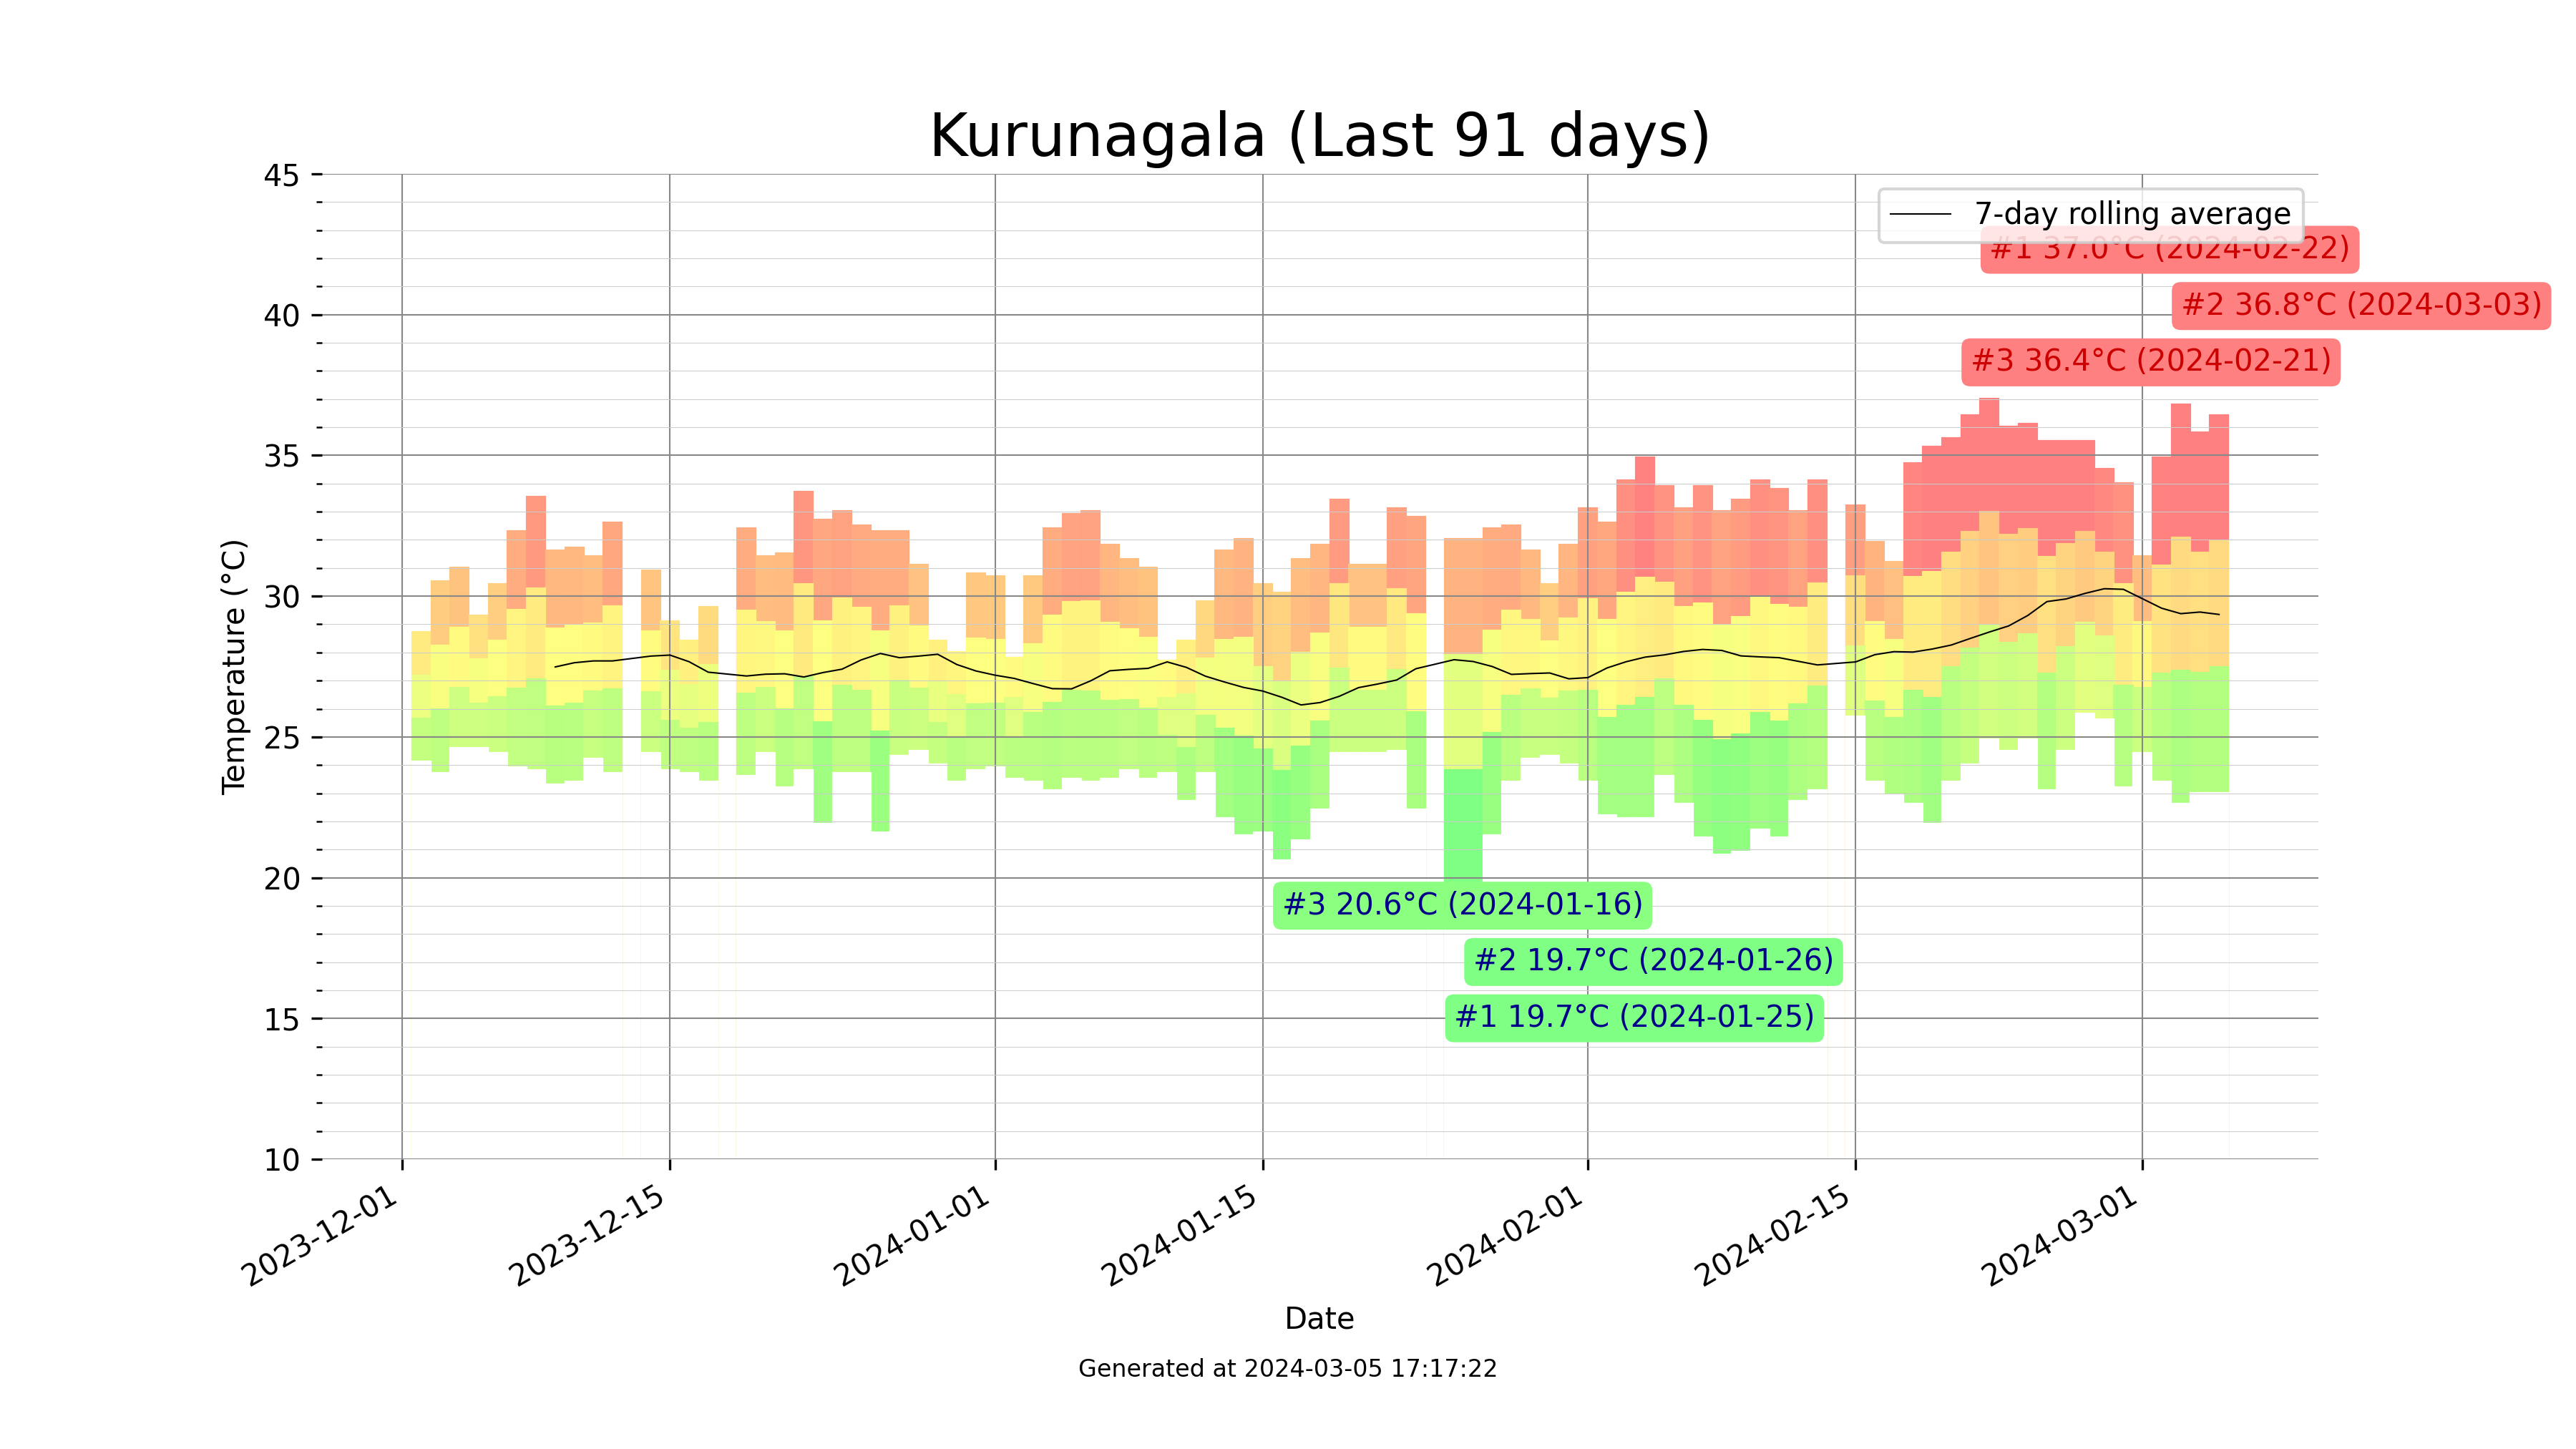 Kurunagala (Last 91 days)
7-day rolling average
#1 37.0°C (2024-02-22)
#2 36.8°C (2024-03-03)
#3 36.4°C (2024-02-21)
45
40
35
30
25
20
15
10
Temperature (°C)
#3 20.6°C (2024-01-16)
#2 19.7°C (2024-01-26)
#1 19.7°C (2024-01-25)
2023-12-01
2023-12-15
2024-01-01
2024-01-15
2024-02-01
2024-02-15
2024-03-01
Date
Generated at 2024-03-05 17:17:22